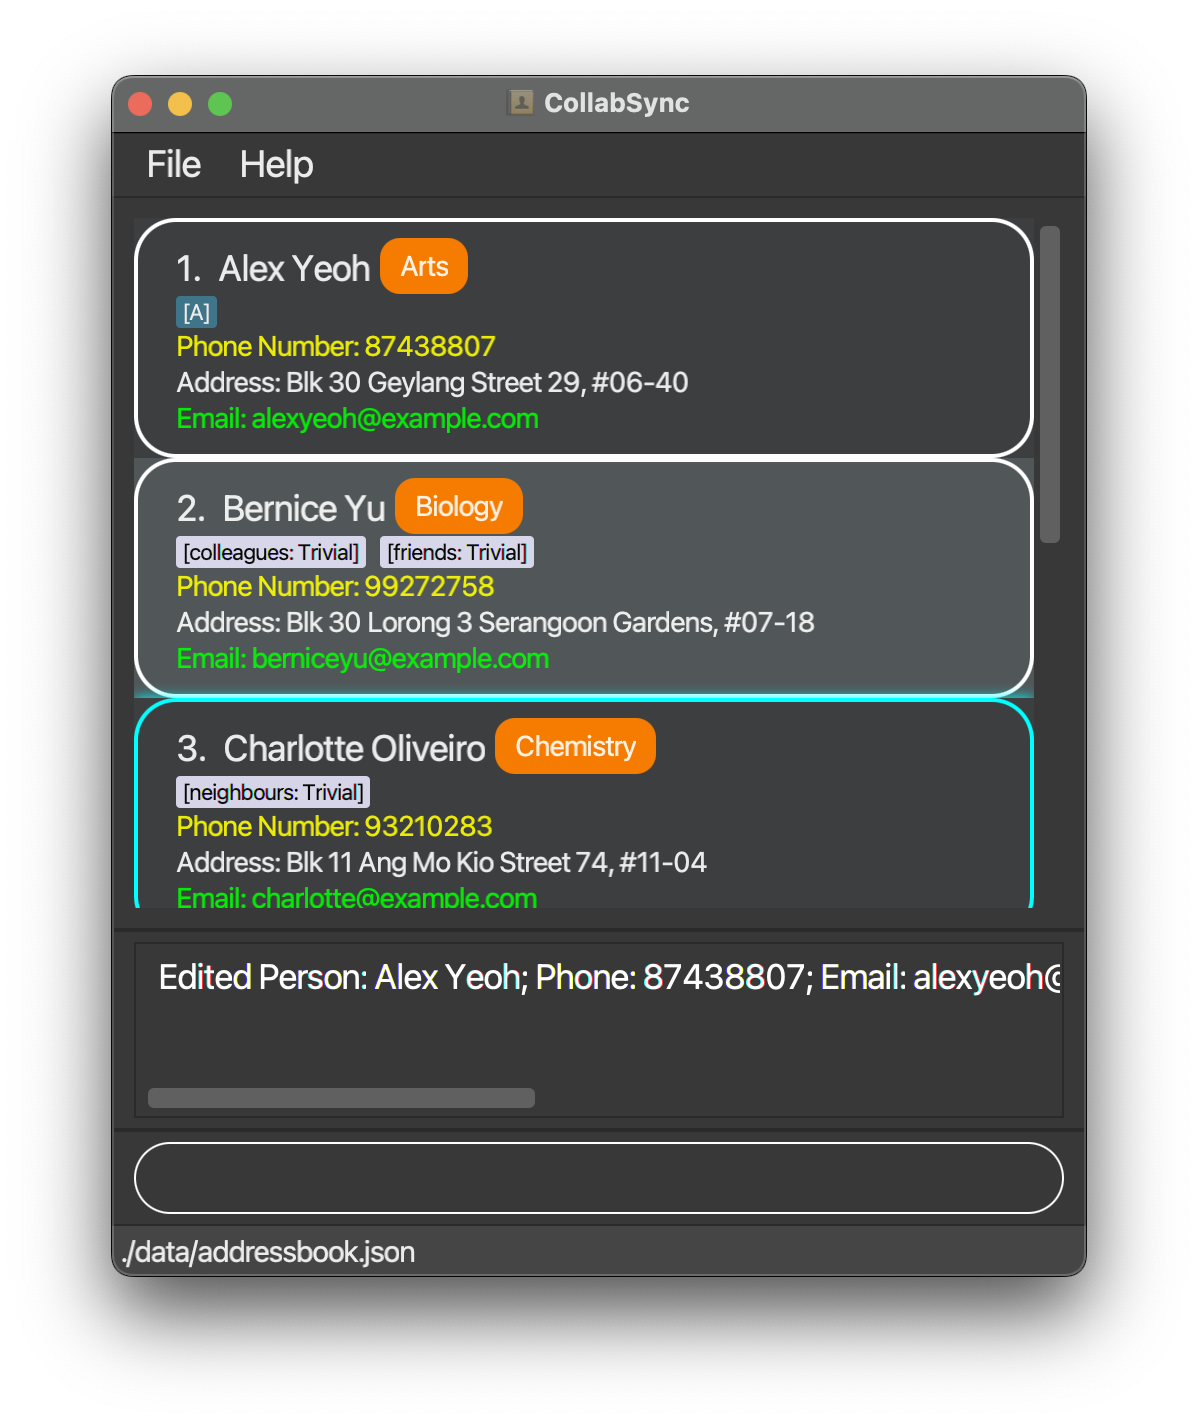 CollabSync
File Help
1. Alex Yeoh Arts
[A]
Phone Number: 87438807
Address: Blk 30 Geylang Street 29, #06-40
Email: alexyeoh@example.com
2. Bernice Yu Biology
[colleagues: Trivial] [friends: Trivial]
Phone Number: 99272758
Address: Blk 30 Lorong 3 Serangoon Gardens, #07-18
Email: berniceyu@example.com
3. Charlotte Oliveiro Chemistry
[neighbours: Trivial]
Phone Number: 93210283
Address: Blk 11 Ang Mo Kio Street 74, #11-04
Email: charlotte@example.com
Edited Person: Alex Yeoh; Phone: 87438807; Email: alexyeoh@
./data/addressbook.json